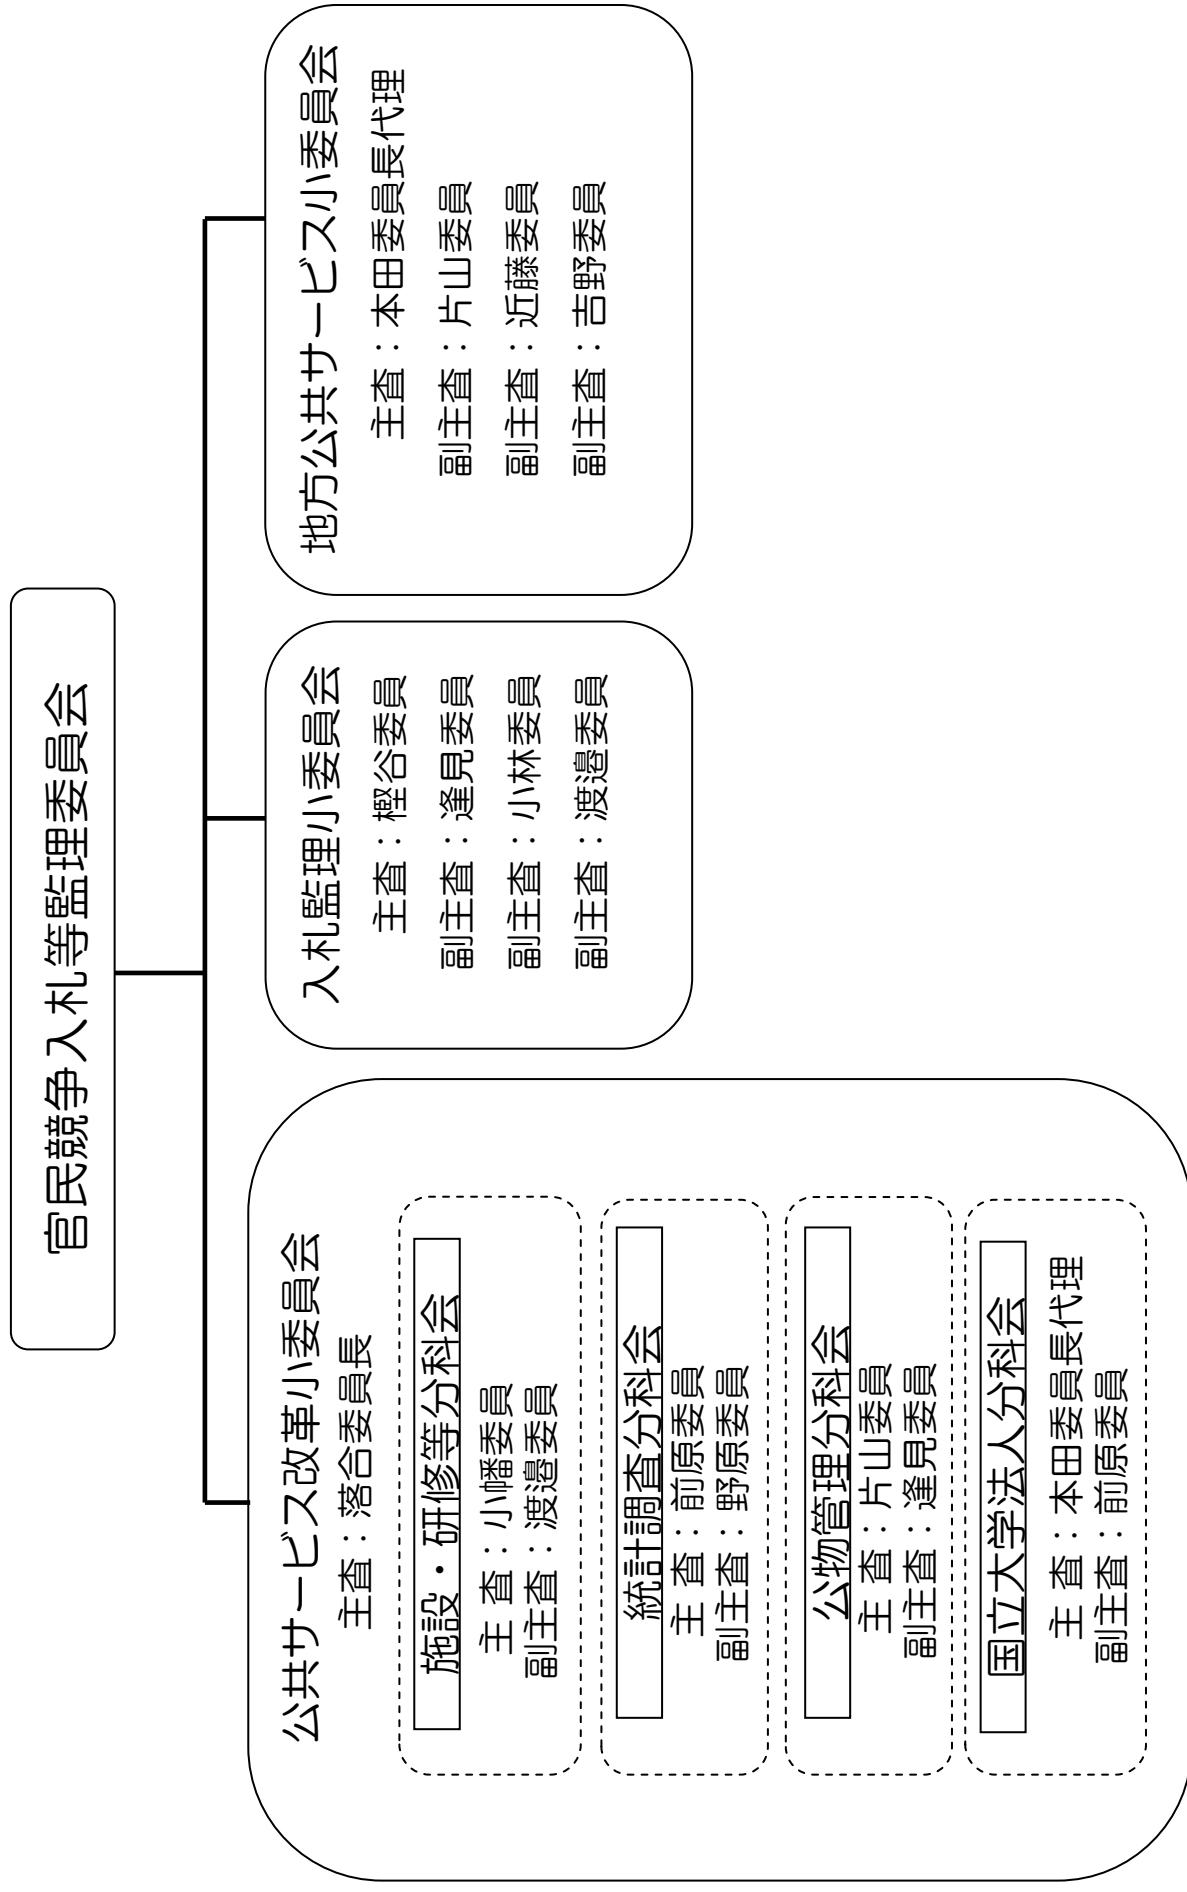 官民競争入札等監理委員会
公共サービス改革小委員会
主査：落合委員長
施設・研修等分科会
主 査：小幡委員
副主査：渡邉委員
統計調査分科会
主 査：前原委員
副主査：野原委員
公物管理分科会
主 査：片山委員
副主査：逢見委員
国立大学法人分科会
主 査：本田委員長代理
副主査：前原委員
入札監理小委員会
主査：樫谷委員
副主査：逢見委員
副主査：小林委員
副主査：渡邉委員
地方公共サービス小委員会
主査：本田委員長代理
副主査：片山委員
副主査：近藤委員
副主査：吉野委員